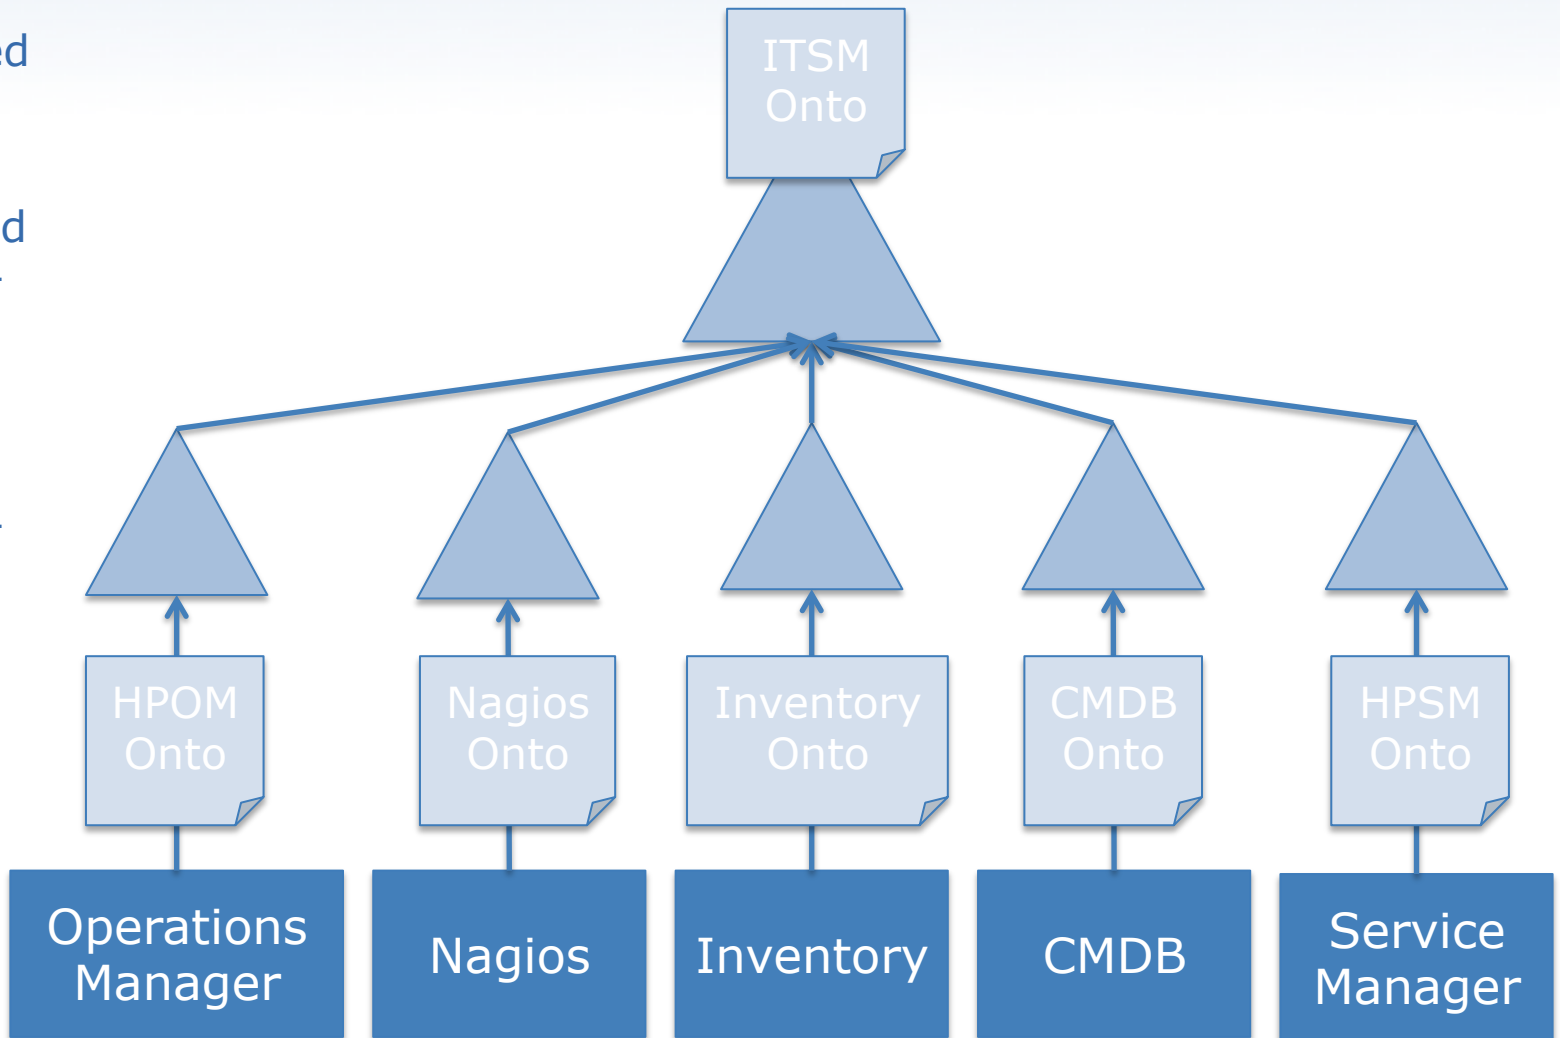 ITSM
Onto
HPOM
Onto
Nagios
Onto
Inventory
Onto
CMDB
Onto
HPSM
Onto
Operations
Manager
Nagios
Inventory
CMDB
Service
Manager